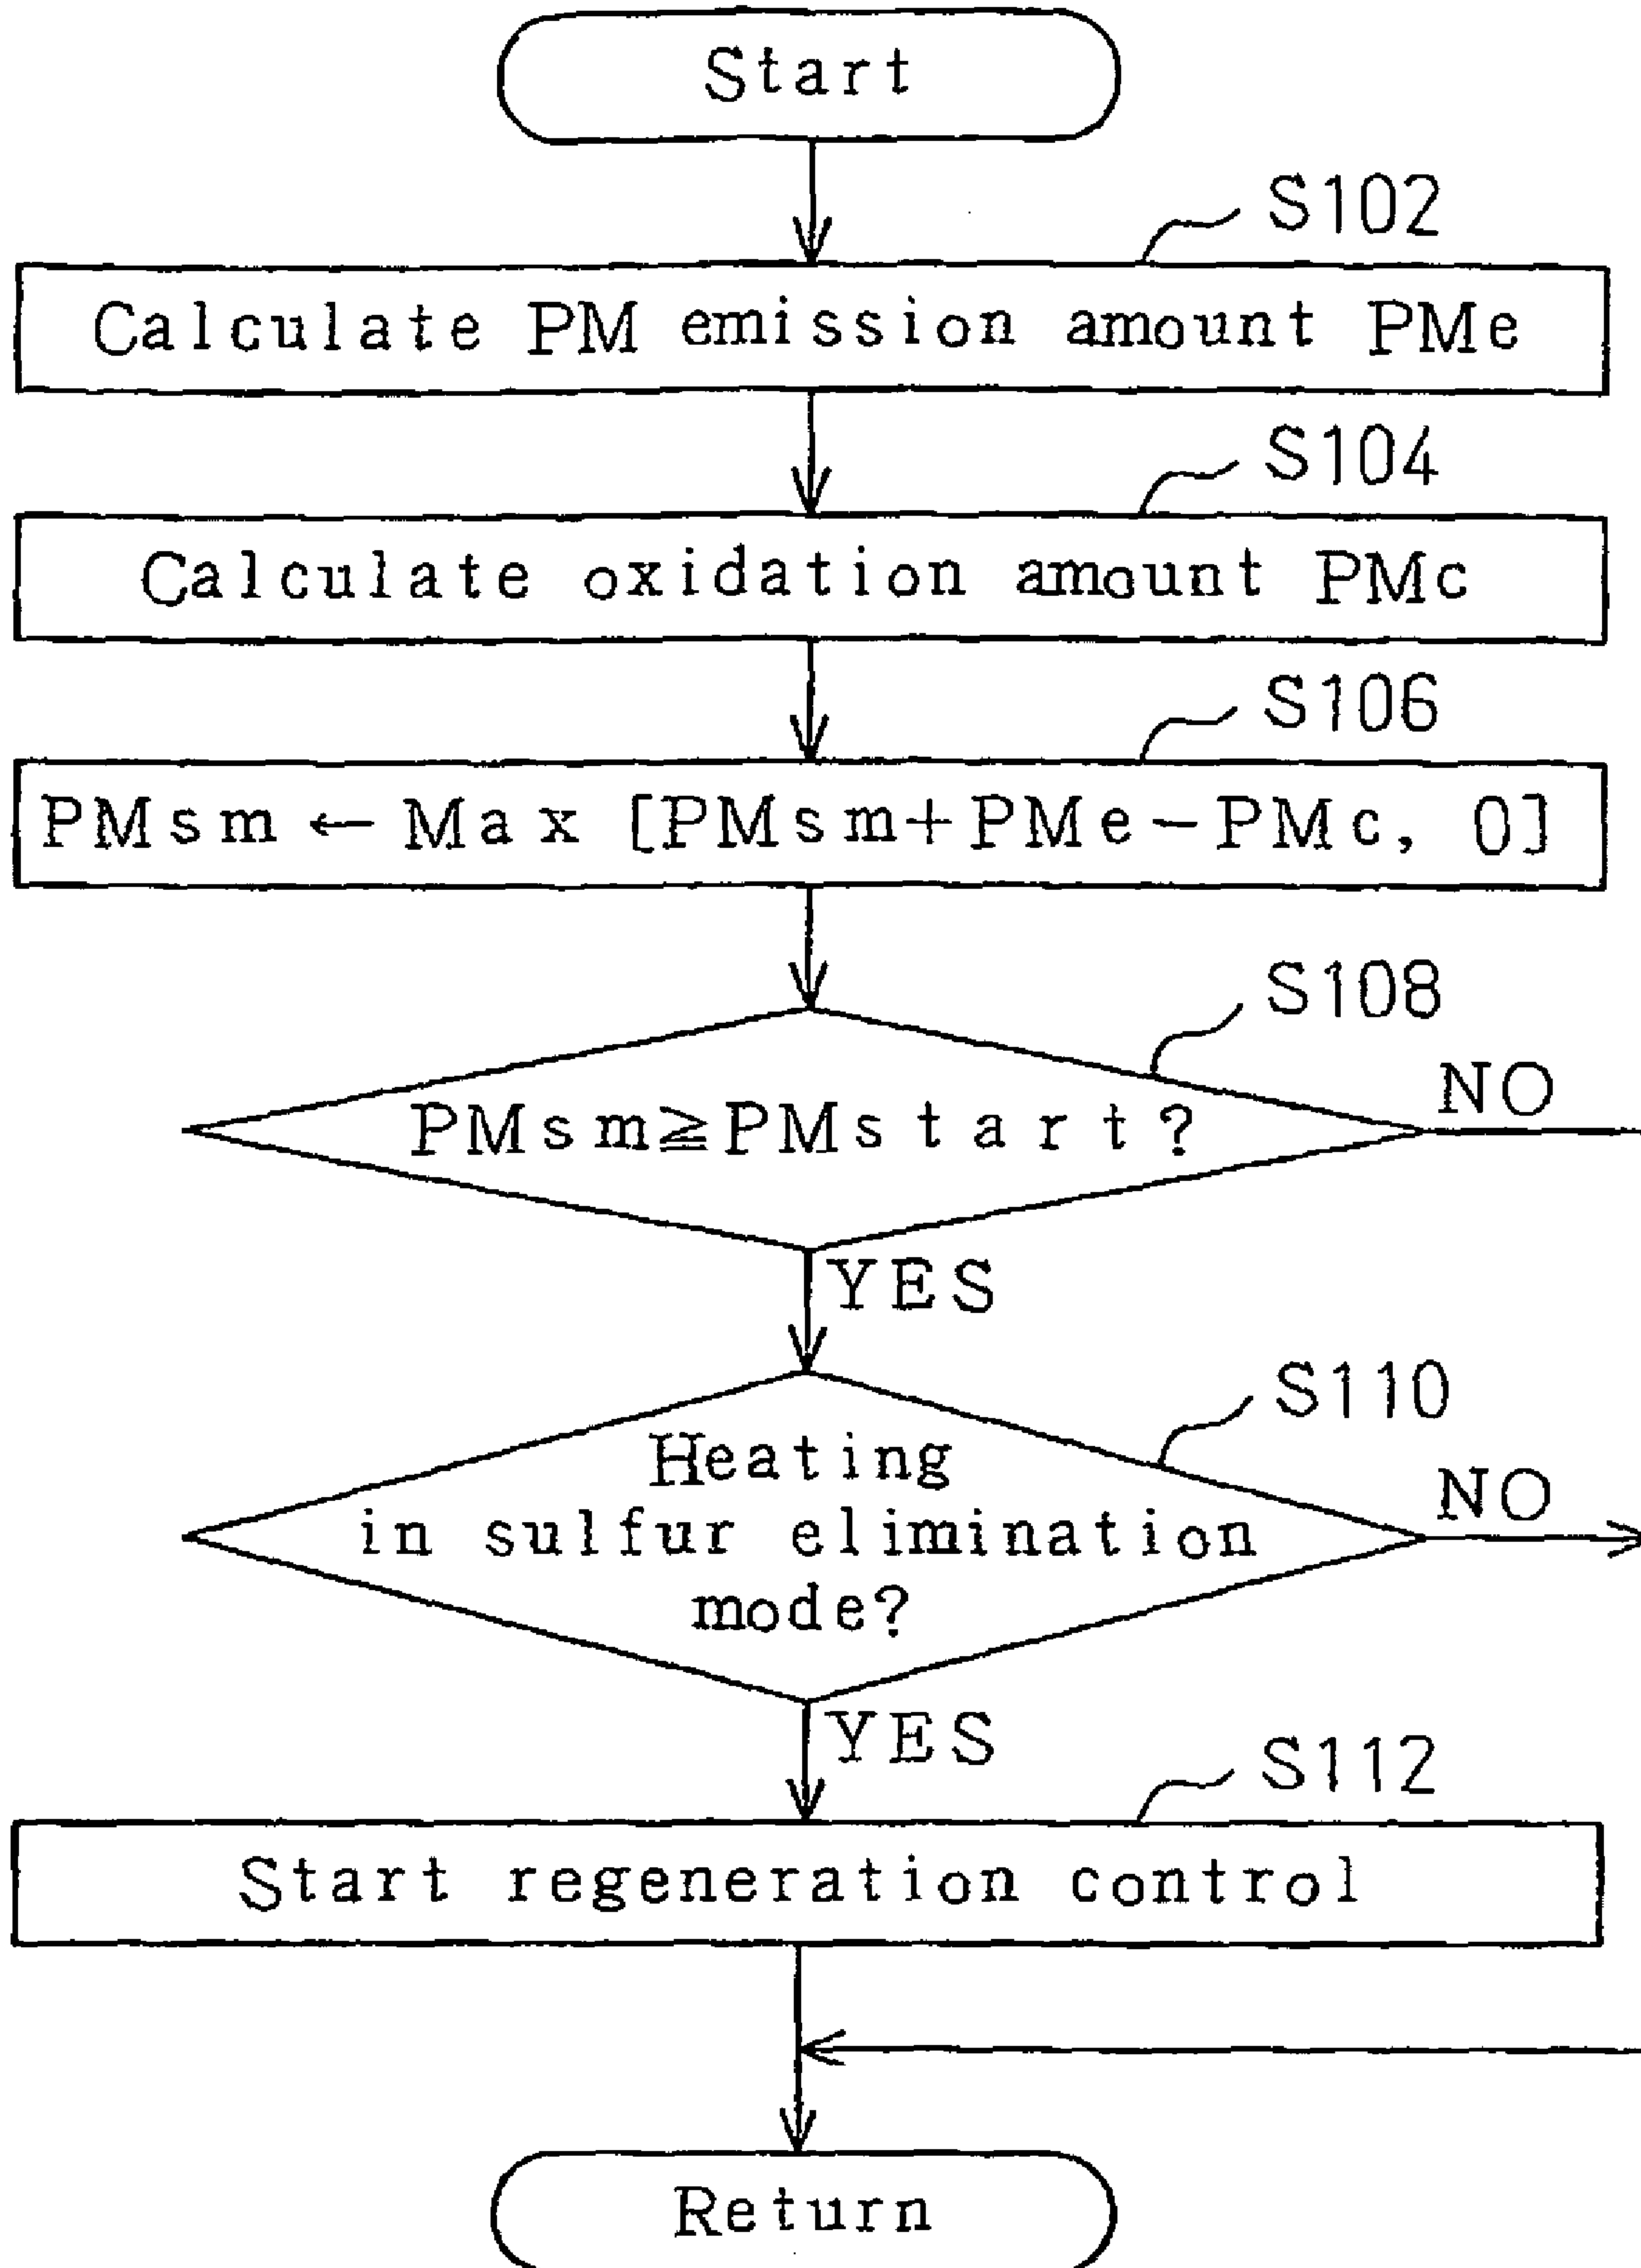 Start
S102
Calculate PM emission amount PMe
S104
Calculate oxidation amount PMc
S106
PMsm ← Max [PMsm+PMe-PMc, 0]
S108
PMsm≧PMstart?
NO
YES
S110
Heating
in sulfur elimination
mode?
NO
YES
S112
Start regeneration control
Return